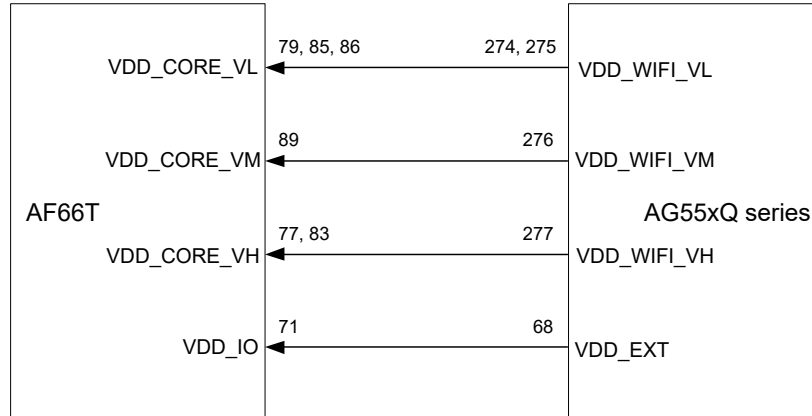 79, 85, 86 274, 275
VDD_CORE_VL VDD_WIFI_VL
89 276
VDD_CORE_VM VDD_WIFI_VM
AF66T AG55xQ series
77, 83 277
VDD_CORE_VH VDD_WIFI_VH
71 68
VDD_IO VDD_EXT